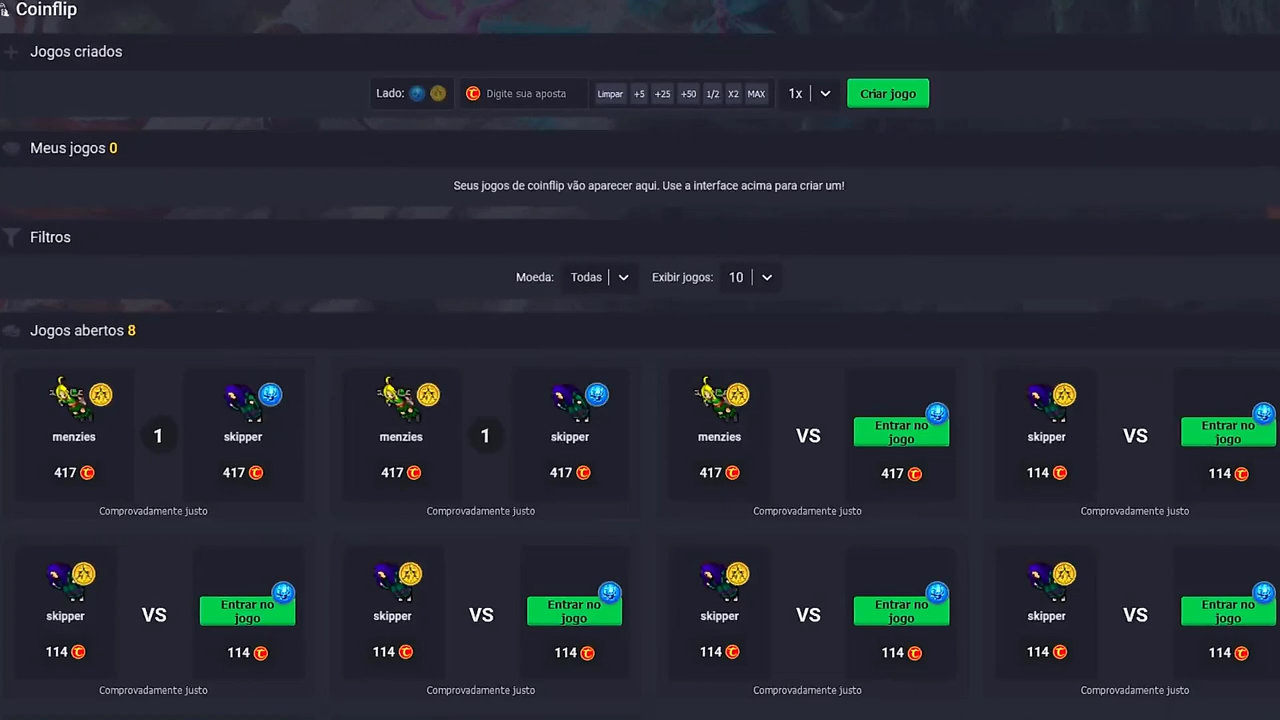 Coinflip
Jogos criados
Lado: Digite sua aposta Limpar +5 +25 +50 1/2 X2 MAX 1x Criar jogo
Meus jogos 0
Seus jogos de coinflip vão aparecer aqui. Use a interface acima para criar um!
Filtros
Moeda: Todas Exibir jogos: 10
Jogos abertos 8
menzies 1 skipper
417 417
Comprovadamente justo
menzies 1 skipper
417 417
Comprovadamente justo
menzies VS Entrar no
jogo
417 417
Comprovadamente justo
skipper VS Entrar no
jogo
114 114
Comprovadamente justo
skipper VS Entrar no
jogo
114 114
Comprovadamente justo
skipper VS Entrar no
jogo
114 114
Comprovadamente justo
skipper VS Entrar no
jogo
114 114
Comprovadamente justo
skipper VS Entrar no
jogo
114 114
Comprovadamente justo